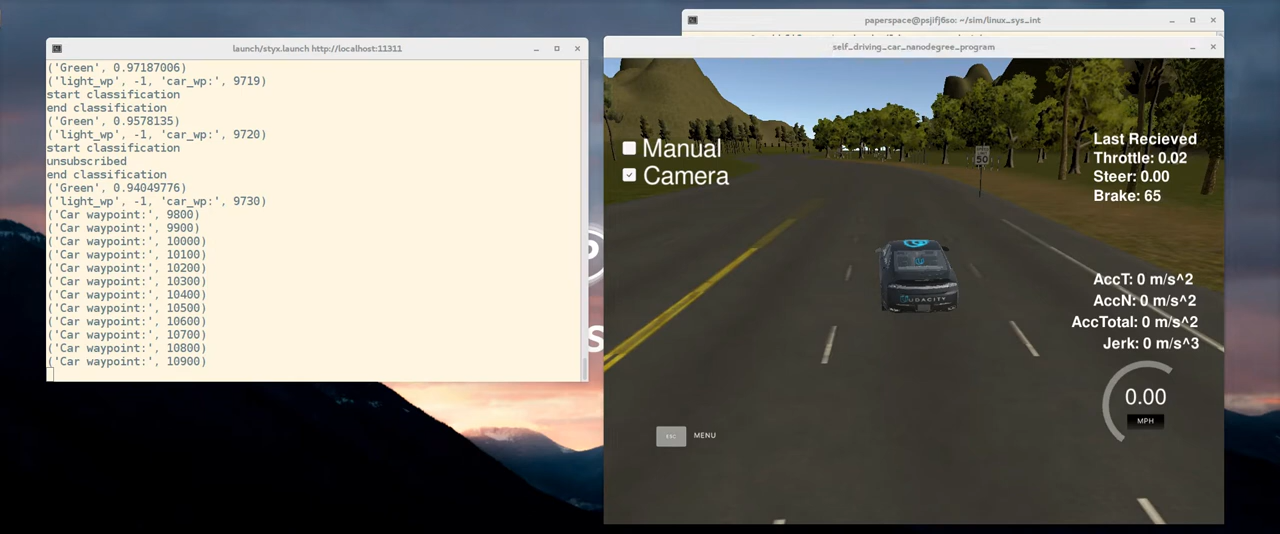 paperspace@psjifj6so: ~/sim/linux_sys_int
launch/styx.launch http://localhost:11311
('Green', 0.97187006)
('light_wp', -1, 'car_wp:', 9719)
start classification
end classification
('Green', 0.9578135)
('light_wp', -1, 'car_wp:', 9720)
start classification
unsubscribed
end classification
('Green', 0.94049776)
('light_wp', -1, 'car_wp:', 9730)
('Car waypoint:', 9800)
('Car waypoint:', 9900)
('Car waypoint:', 10000)
('Car waypoint:', 10100)
('Car waypoint:', 10200)
('Car waypoint:', 10300)
('Car waypoint:', 10400)
('Car waypoint:', 10500)
('Car waypoint:', 10600)
('Car waypoint:', 10700)
('Car waypoint:', 10800)
('Car waypoint:', 10900)
self_driving_car_nanodegree_program
Manual
Camera
50
Last Recieved
Throttle: 0.02
Steer: 0.00
Brake: 65
UDACITY
AccT: 0 m/s^2
AccN: 0 m/s^2
AccTotal: 0 m/s^2
Jerk: 0 m/s^3
0.00
MPH
ESC MENU